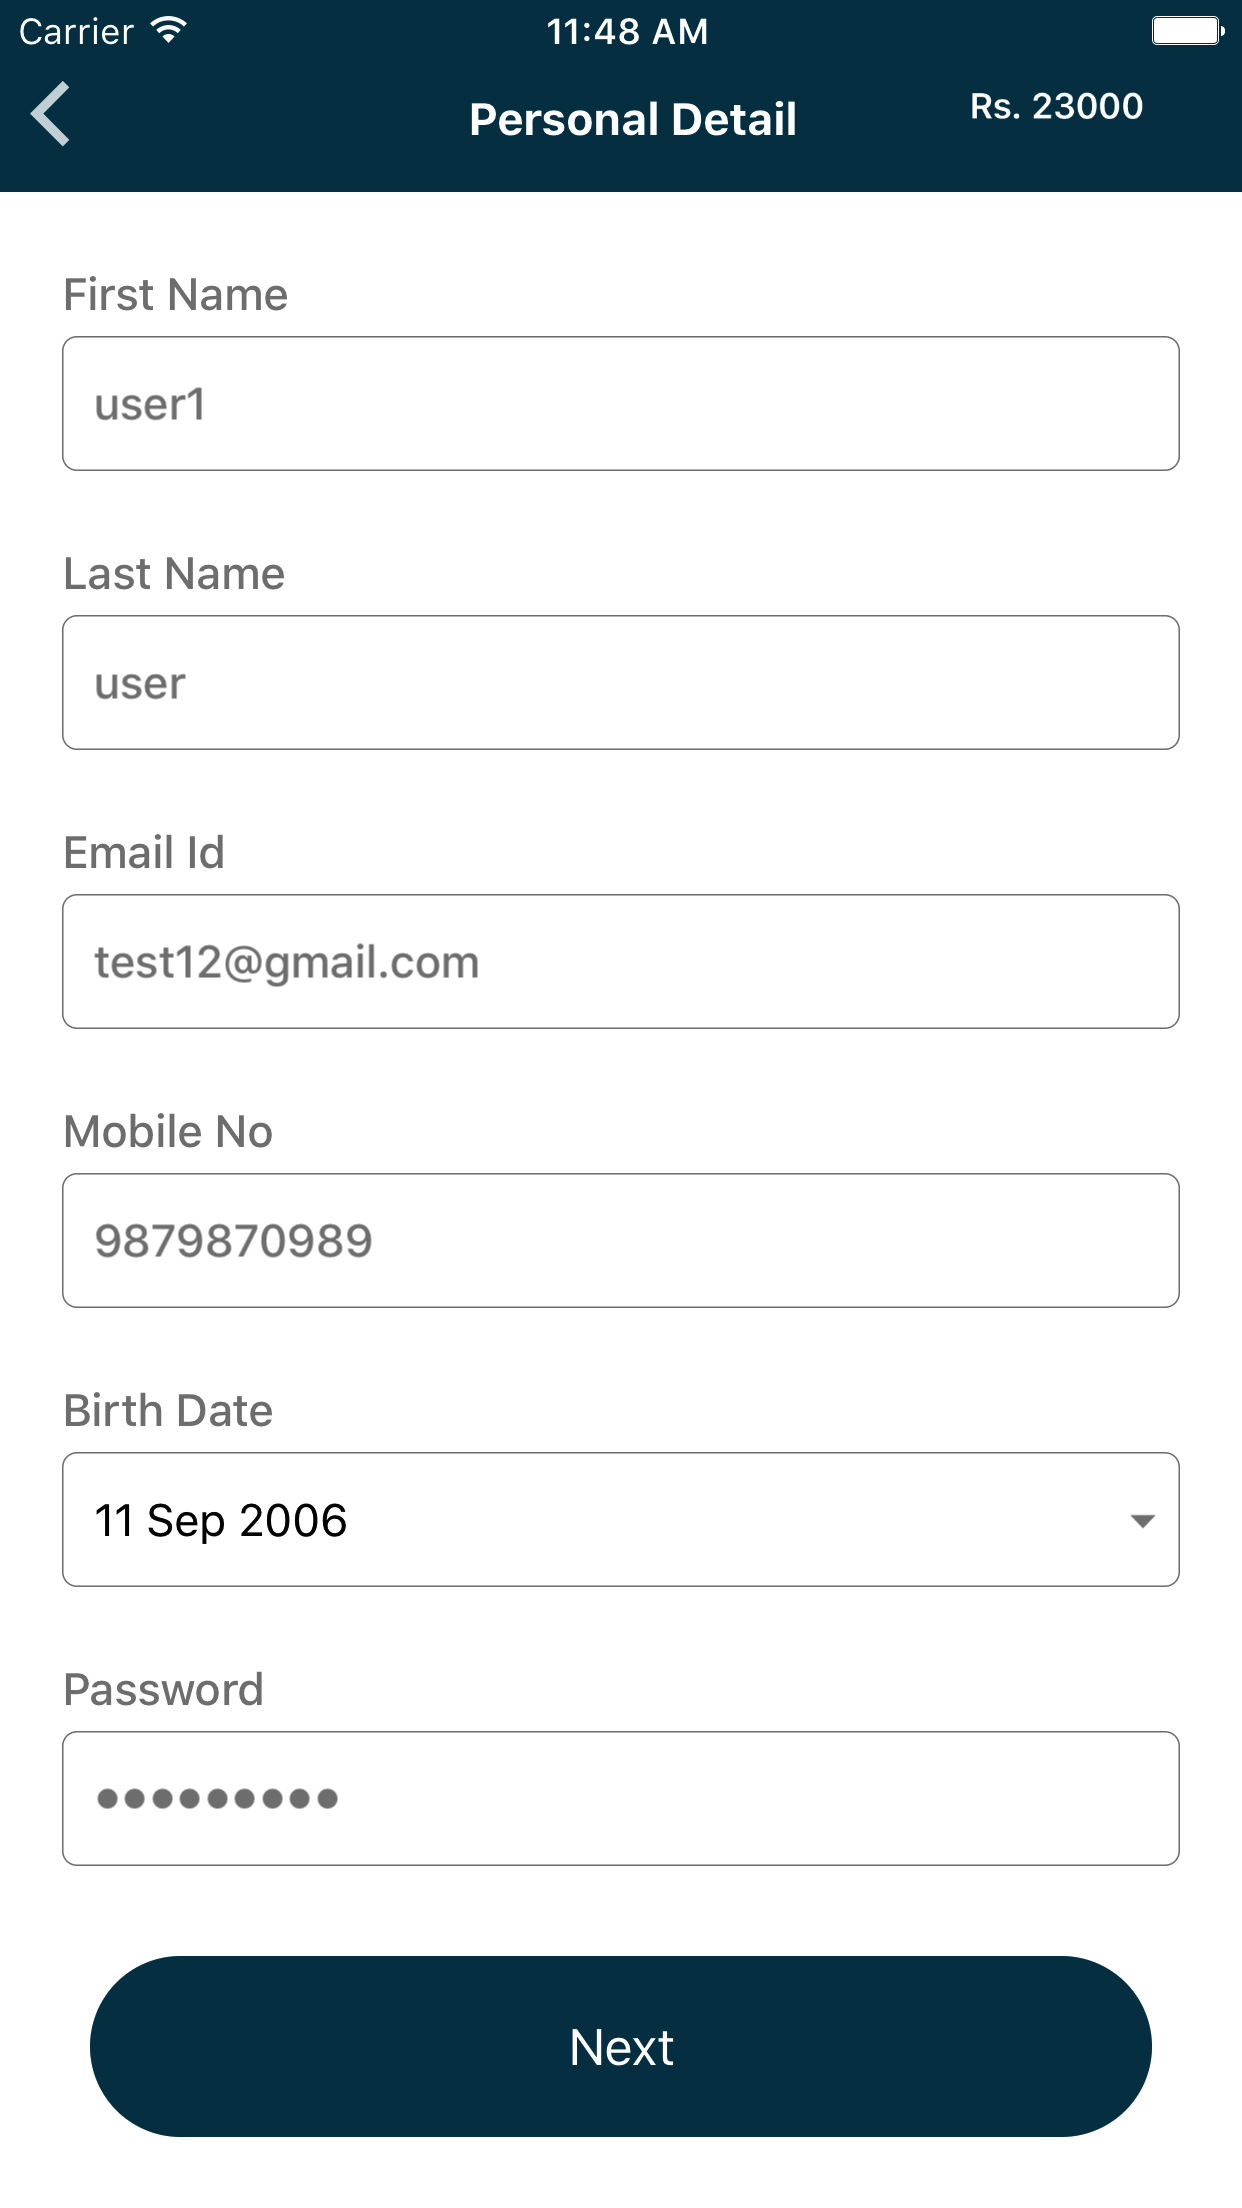 Carrier 11:48 AM
Personal Detail Rs. 23000
First Name
user1
Last Name
user
Email Id
test12@gmail.com
Mobile No
9879870989
Birth Date
11 Sep 2006
Password
•••••••••
Next